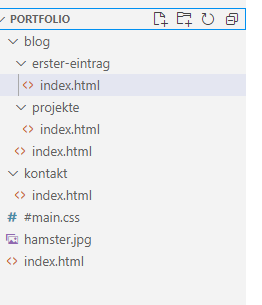 PORTFOLIO
blog
erster-eintrag
index.html
projekte
index.html
index.html
kontakt
index.html
#main.css
hamster.jpg
index.html